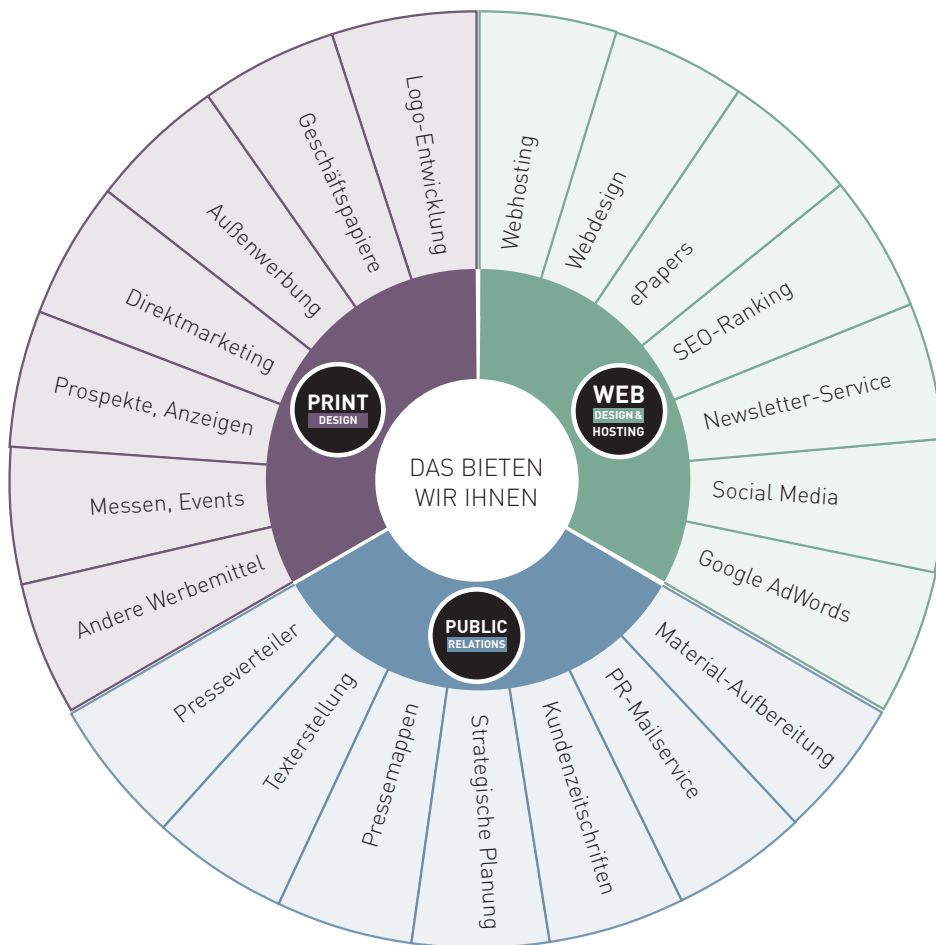 DAS BIETEN
WIR IHNEN
PRINT
DESIGN
Logo-Entwicklung
Geschäftspapiere
Außenwerbung
Direktmarketing
Prospekte, Anzeigen
Messen, Events
Andere Werbemittel
WEB
DESIGN &
HOSTING
Webhosting
Webdesign
ePapers
SEO-Ranking
Newsletter-Service
Social Media
Google AdWords
PUBLIC
RELATIONS
Presseverteiler
Texterstellung
Pressemappen
Strategische Planung
Kundenzeitschriften
PR-Mailservice
Material-Aufbereitung